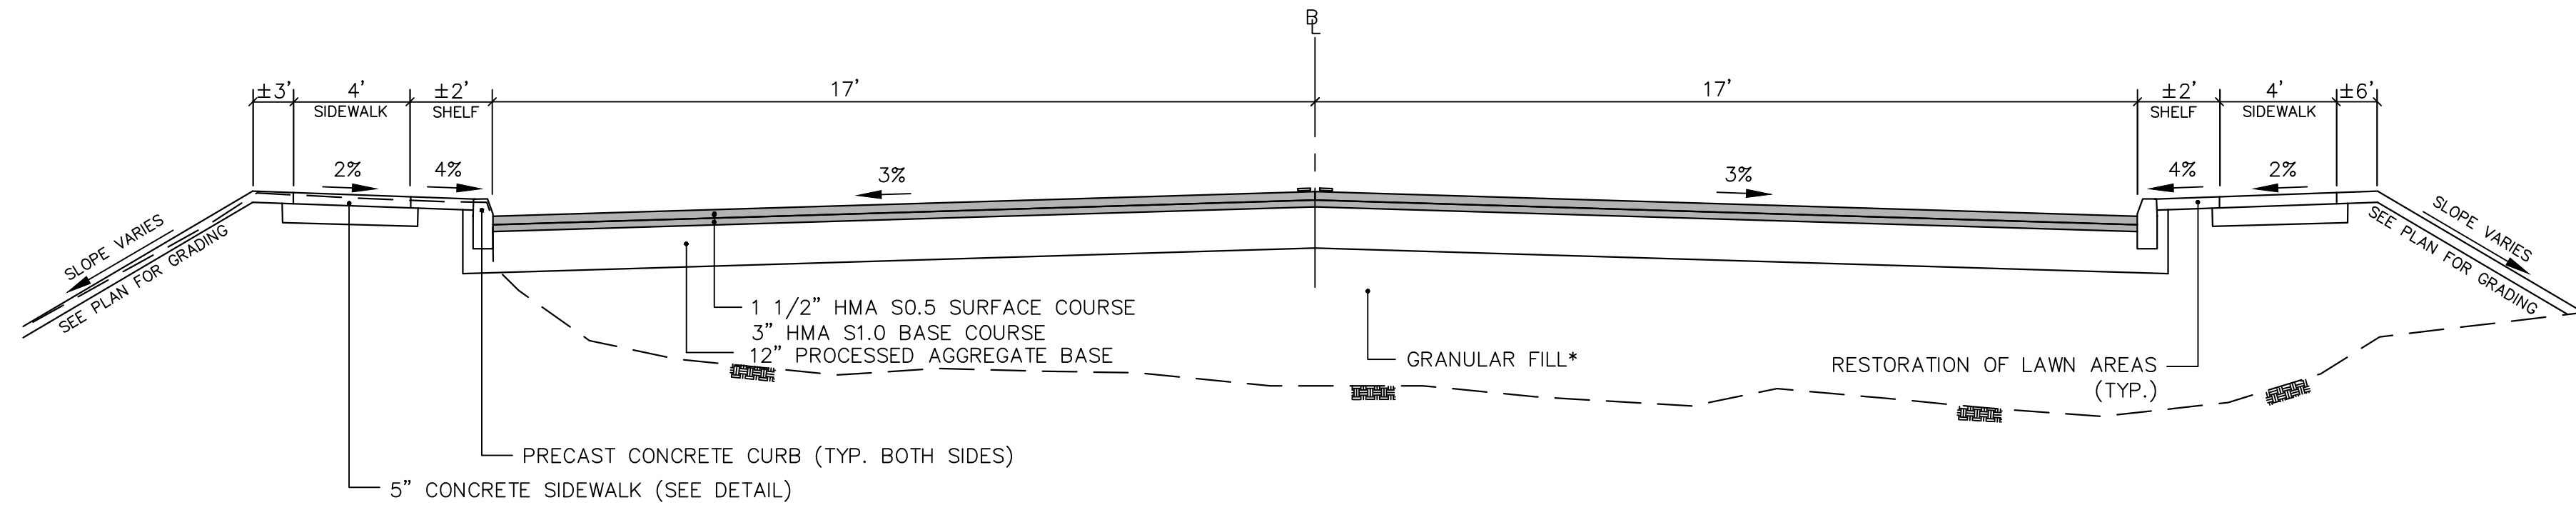 BL
±3' 4' ±2' 17' 17' ±2' 4' ±6'
SIDEWALK SHELF SHELF SIDEWALK
2% 4% 3% 3% 4% 2%
SLOPE VARIES
SEE PLAN FOR GRADING
SLOPE VARIES
SEE PLAN FOR GRADING
1 1/2" HMA S0.5 SURFACE COURSE
3" HMA S1.0 BASE COURSE
12" PROCESSED AGGREGATE BASE
GRANULAR FILL*
RESTORATION OF LAWN AREAS
(TYP.)
PRECAST CONCRETE CURB (TYP. BOTH SIDES)
5" CONCRETE SIDEWALK (SEE DETAIL)